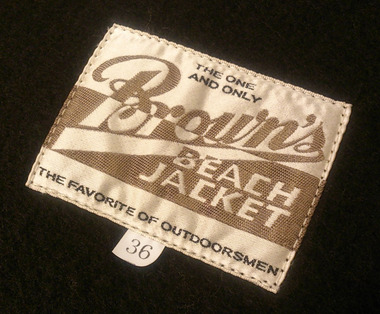 THE ONE
AND ONLY
Brown's
BEACH
JACKET
THE FAVORITE OF OUTDOORSMEN
36